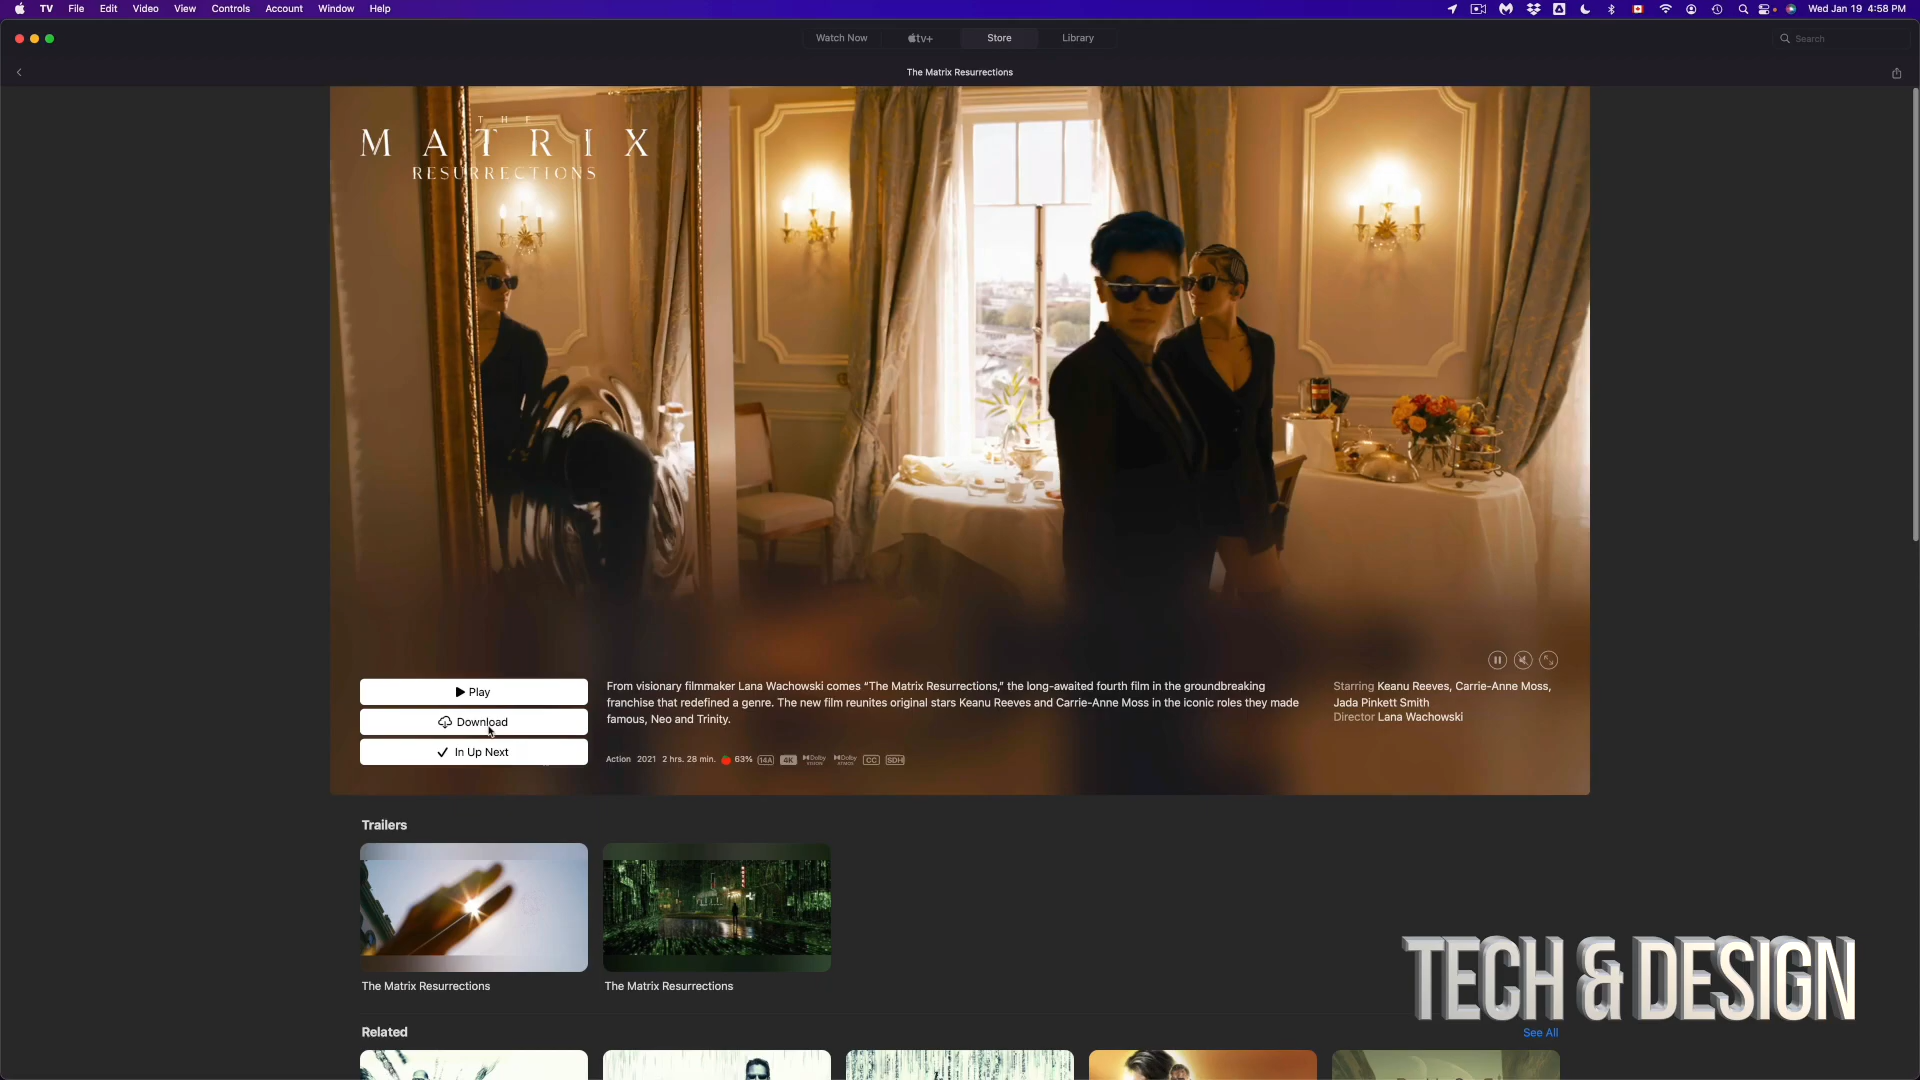 TV File Edit Video View Controls Account Window Help
Wed Jan 19 4:58 PM
Watch Now
tv+
Store
Library
Search
The Matrix Resurrections
THE
MATRIX
RESURRECTIONS
Play
Download
In Up Next
From visionary filmmaker Lana Wachowski comes “The Matrix Resurrections,” the long-awaited fourth film in the groundbreaking
franchise that redefined a genre. The new film reunites original stars Keanu Reeves and Carrie-Anne Moss in the iconic roles they made
famous, Neo and Trinity.
Starring Keanu Reeves, Carrie-Anne Moss,
Jada Pinkett Smith
Director Lana Wachowski
Action 2021 2 hrs. 28 min. 63% 14A 4K Dolby VISION Dolby ATMOS CC SDH
Trailers
The Matrix Resurrections
The Matrix Resurrections
TECH & DESIGN
Related
See All